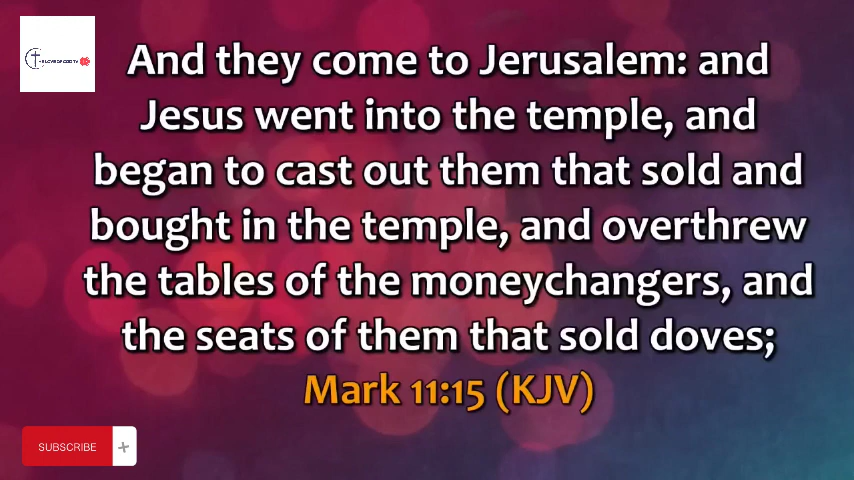 And they come to Jerusalem: and
Jesus went into the temple, and
began to cast out them that sold and
bought in the temple, and overthrew
the tables of the moneychangers, and
the seats of them that sold doves;
Mark 11:15 (KJV)
SUBSCRIBE +